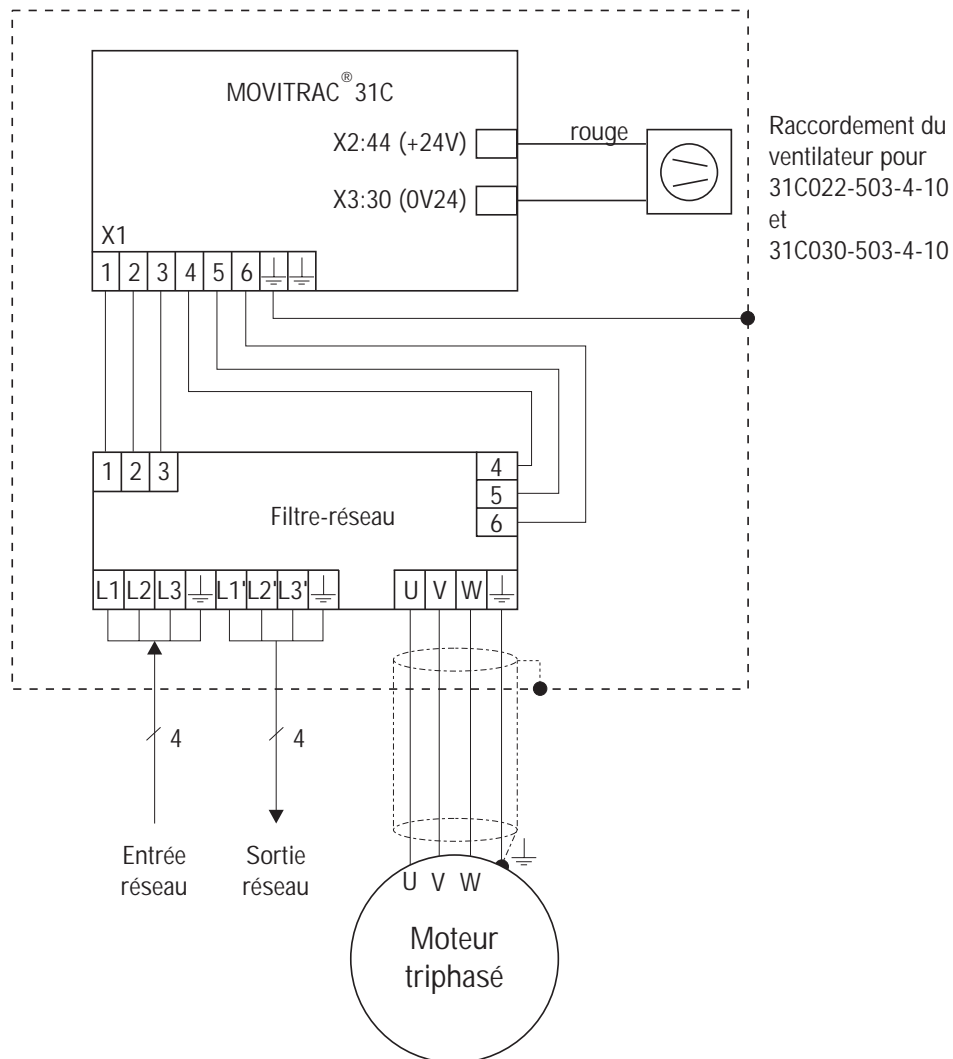 MOVITRAC® 31C
X2:44 (+24V)
rouge
X3:30 (0V24)
Raccordement du
ventilateur pour
31C022-503-4-10
et
31C030-503-4-10
X1
1 2 3 4 5 6
1 2 3
4
5
6
Filtre-réseau
L1 L2 L3 L1' L2' L3' U V W
4 4
Entrée
réseau
Sortie
réseau
U V W
Moteur
triphasé